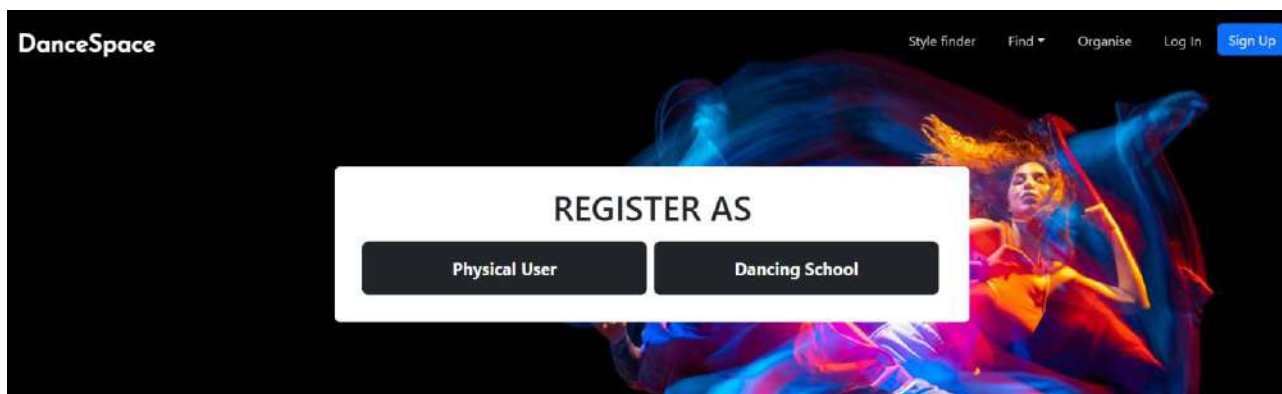 DanceSpace
Style finder Find Organise Log In Sign Up
REGISTER AS
Physical User Dancing School